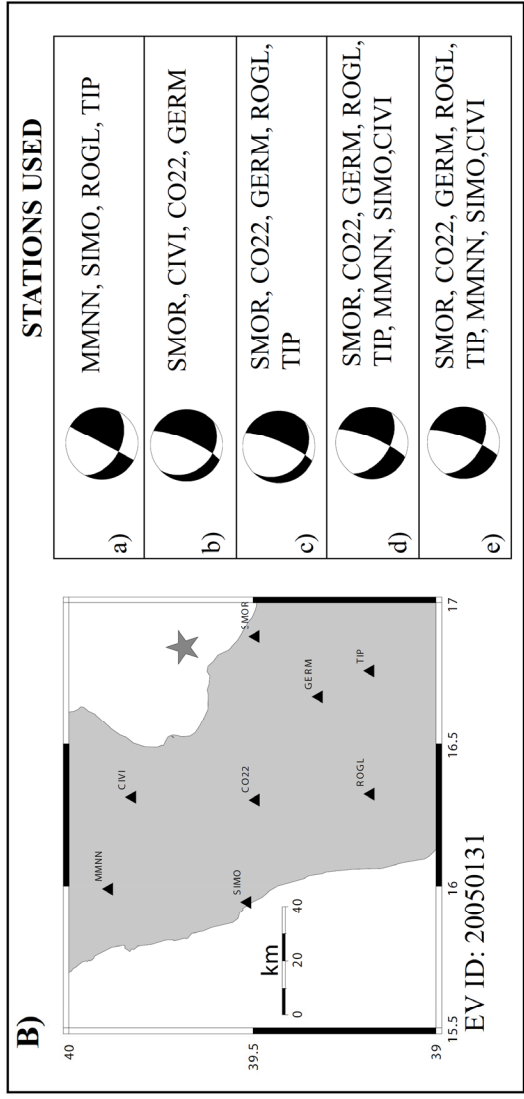 B)
STATIONS USED
40
39.5
39
15.5
16
16.5
17
MMNN
CIVI
SIMO
CO22
SMOR
GERM
ROGL
TIP
km
0 20 40
EV ID: 20050131
a)
MMNN, SIMO, ROGL, TIP
b)
SMOR, CIVI, CO22, GERM
c)
SMOR, CO22, GERM, ROGL,
TIP
d)
SMOR, CO22, GERM, ROGL,
TIP, MMNN, SIMO,CIVI
e)
SMOR, CO22, GERM, ROGL,
TIP, MMNN, SIMO,CIVI